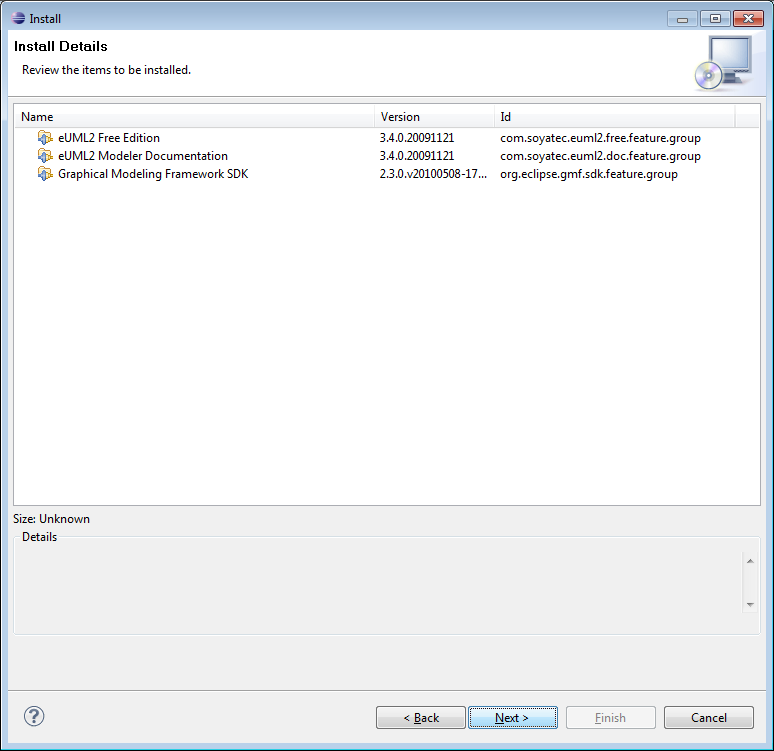 Install
Install Details
Review the items to be installed.
Name Version Id
eUML2 Free Edition 3.4.0.20091121 com.soyatec.euml2.free.feature.group
eUML2 Modeler Documentation 3.4.0.20091121 com.soyatec.euml2.doc.feature.group
Graphical Modeling Framework SDK 2.3.0.v20100508-17... org.eclipse.gmf.sdk.feature.group
Size: Unknown
Details
? < Back Next > Finish Cancel